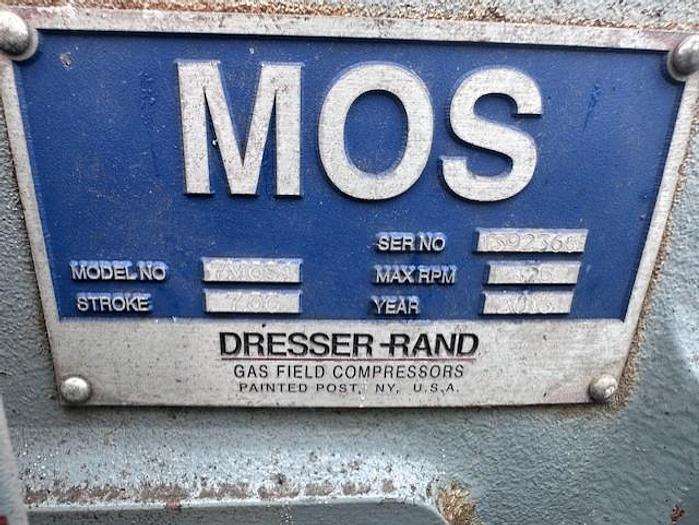 MOS
SER NO
MODEL NO
MAX RPM
STROKE
YEAR
DRESSER-RAND
GAS FIELD COMPRESSORS
PAINTED POST, NY, U.S.A.